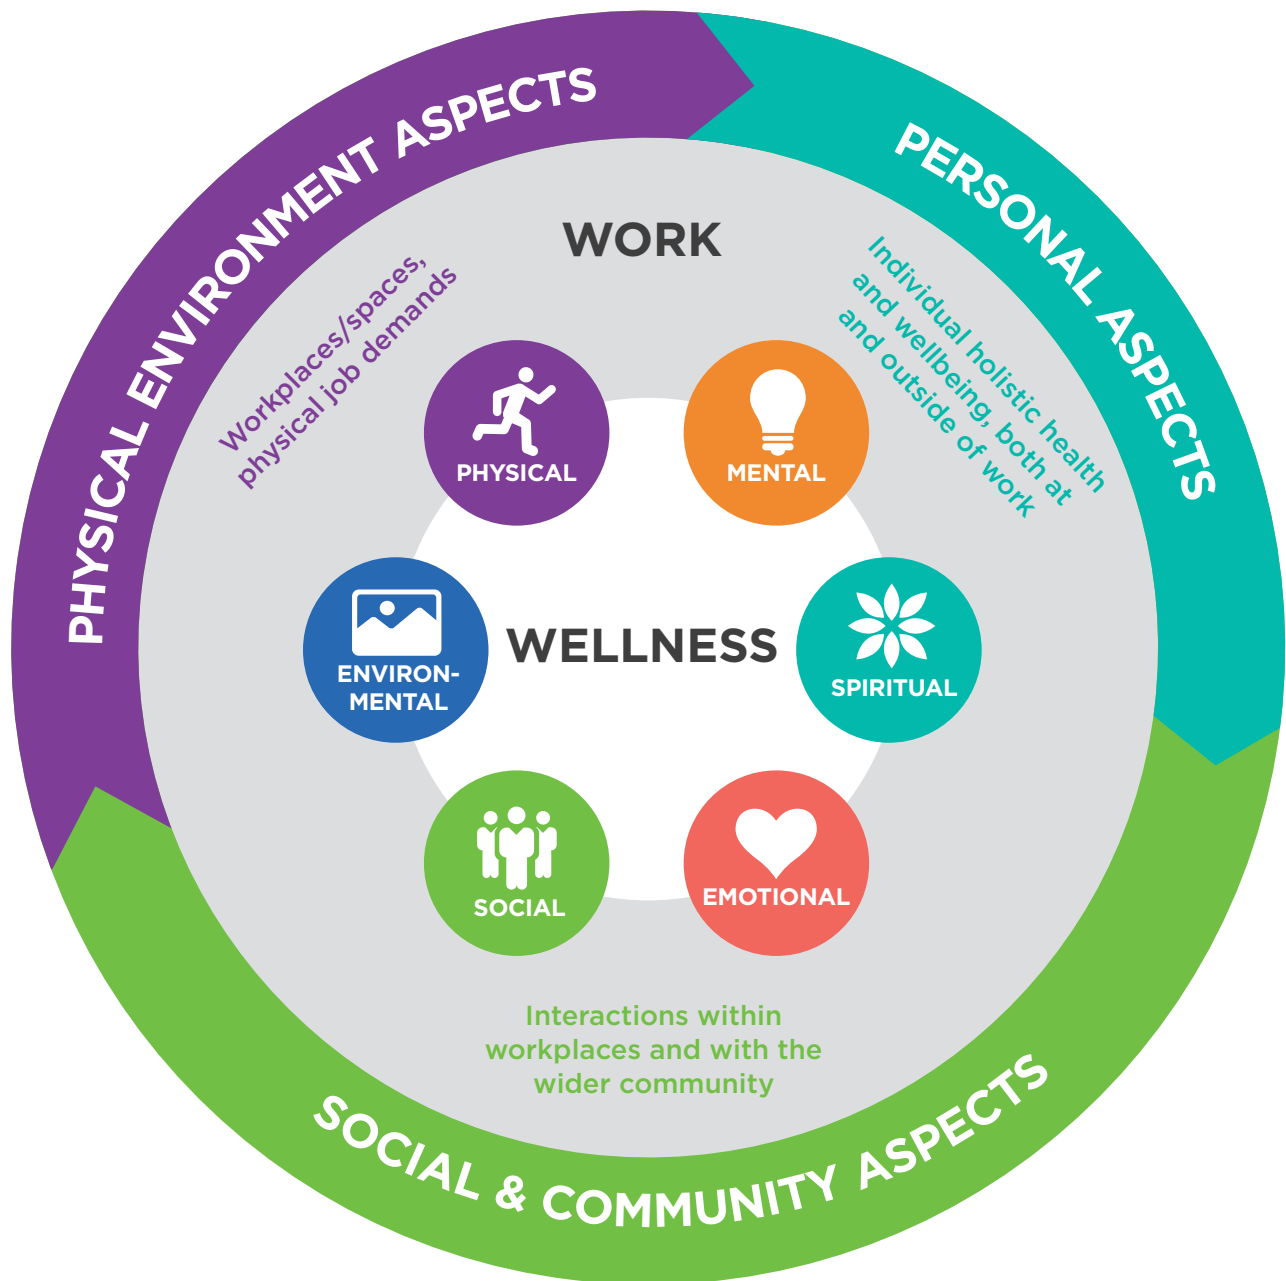 PHYSICAL ENVIRONMENT ASPECTS
PERSONAL ASPECTS
WORK
Workplaces/spaces,
physical job demands
Individual holistic health
and wellbeing, both at
and outside of work
PHYSICAL
MENTAL
ENVIRON-
MENTAL
WELLNESS
SPIRITUAL
SOCIAL
EMOTIONAL
Interactions within
workplaces and with the
wider community
SOCIAL & COMMUNITY ASPECTS